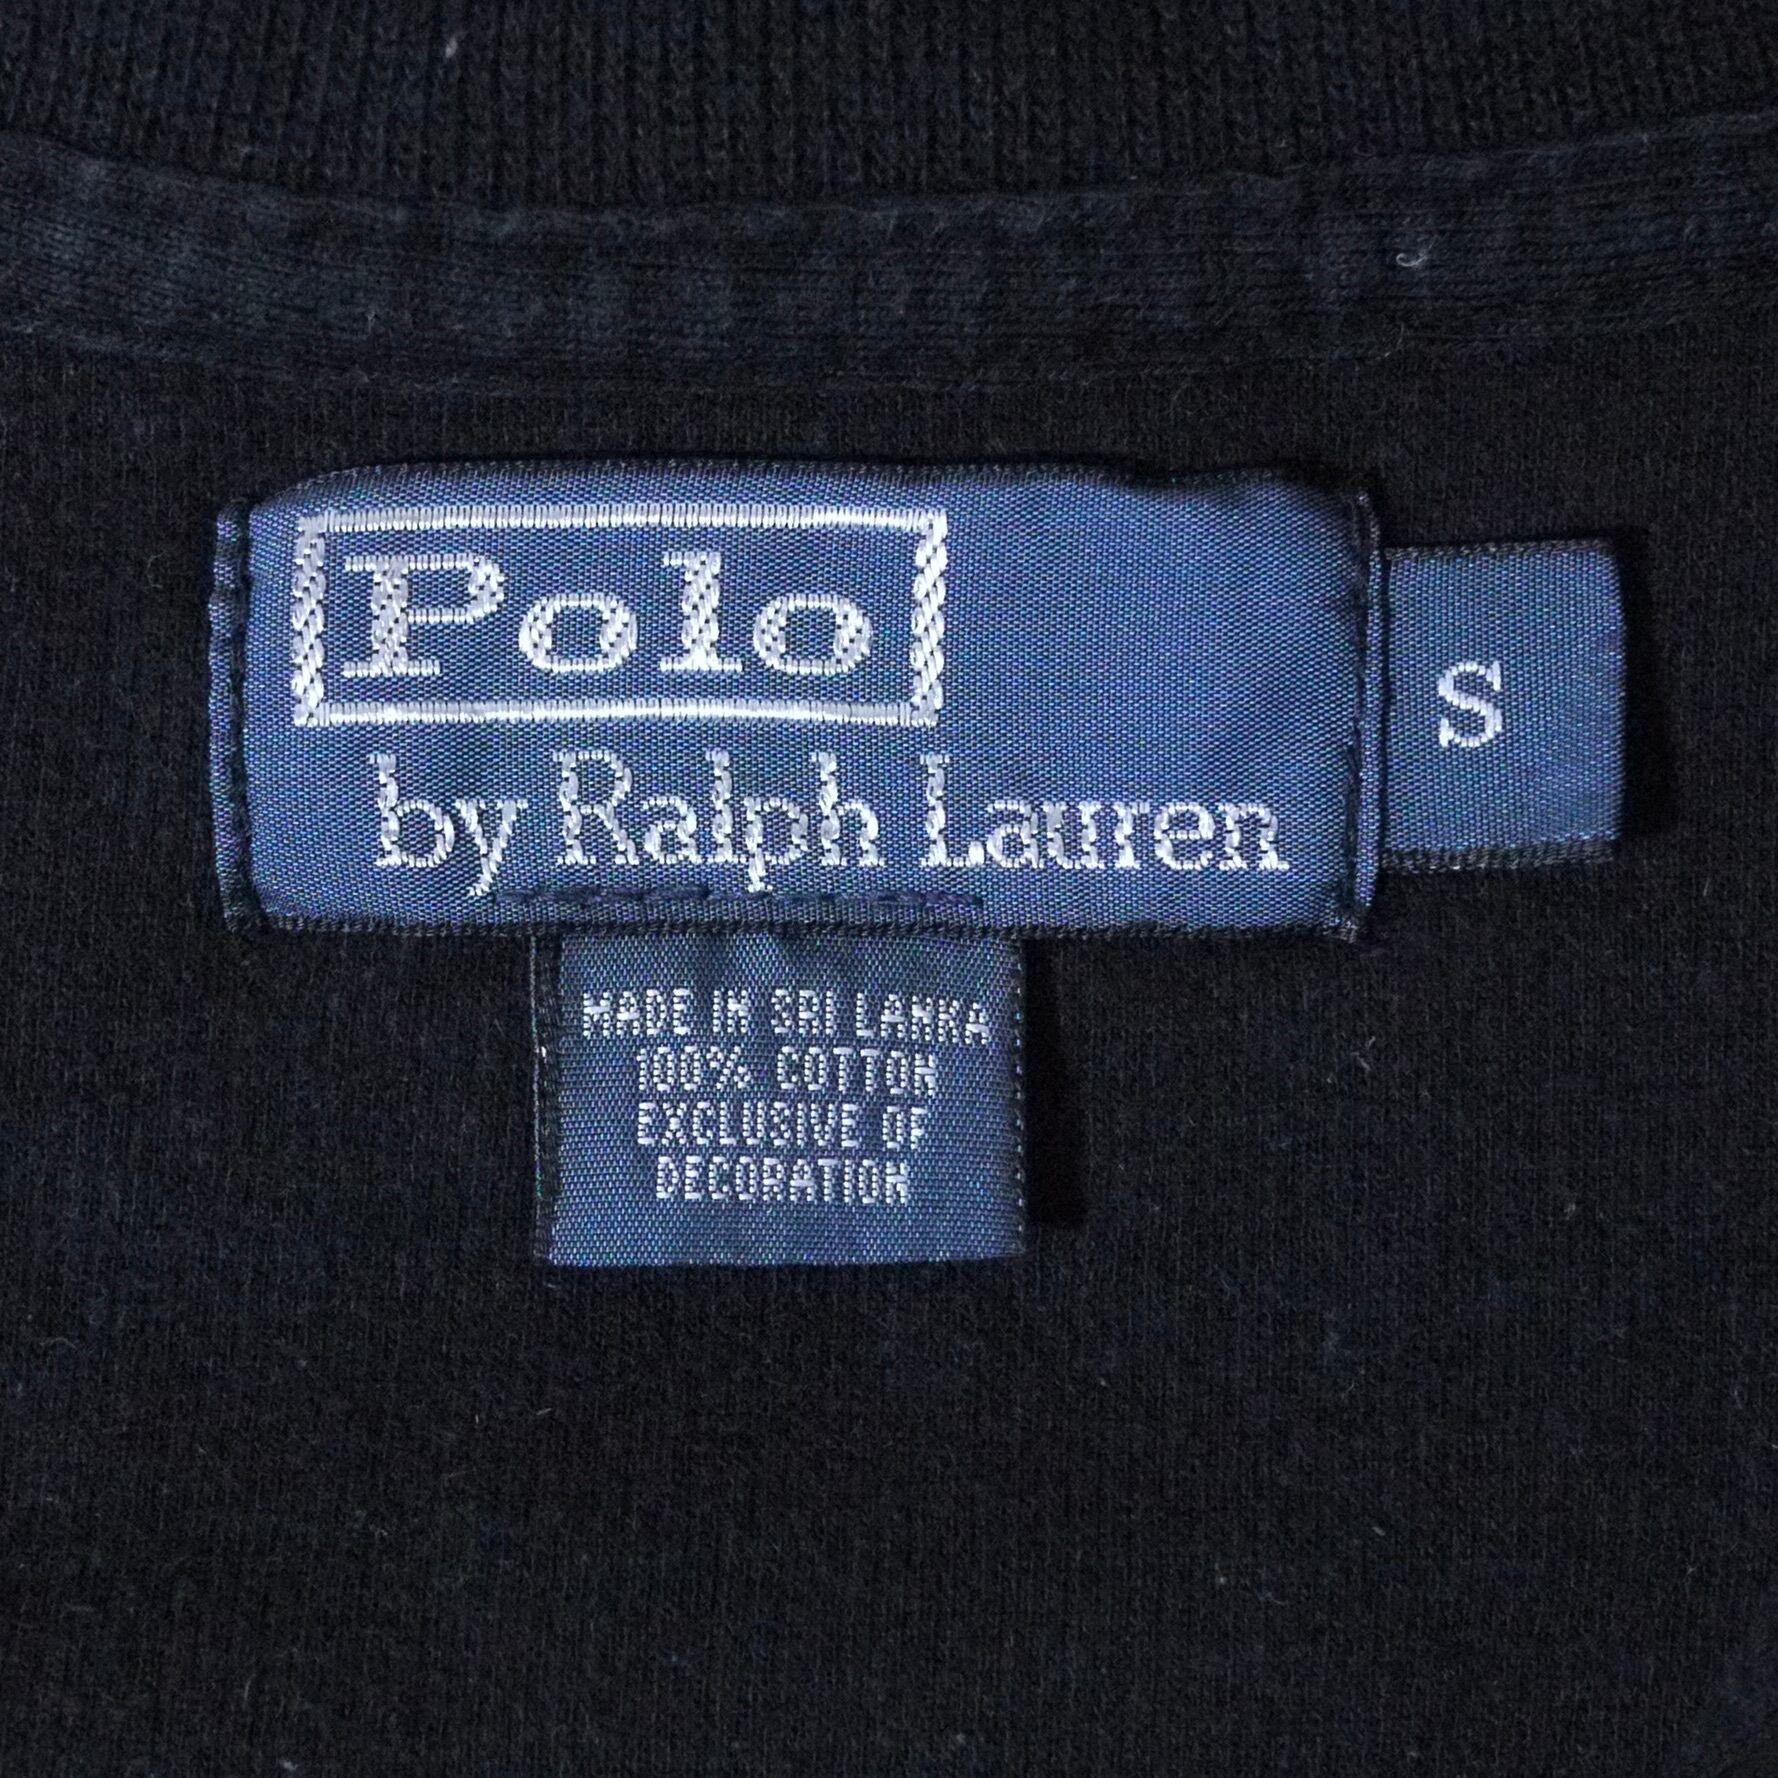 Polo
by Ralph Lauren
S
MADE IN SRI LANKA
100% COTTON
EXCLUSIVE OF
DECORATION